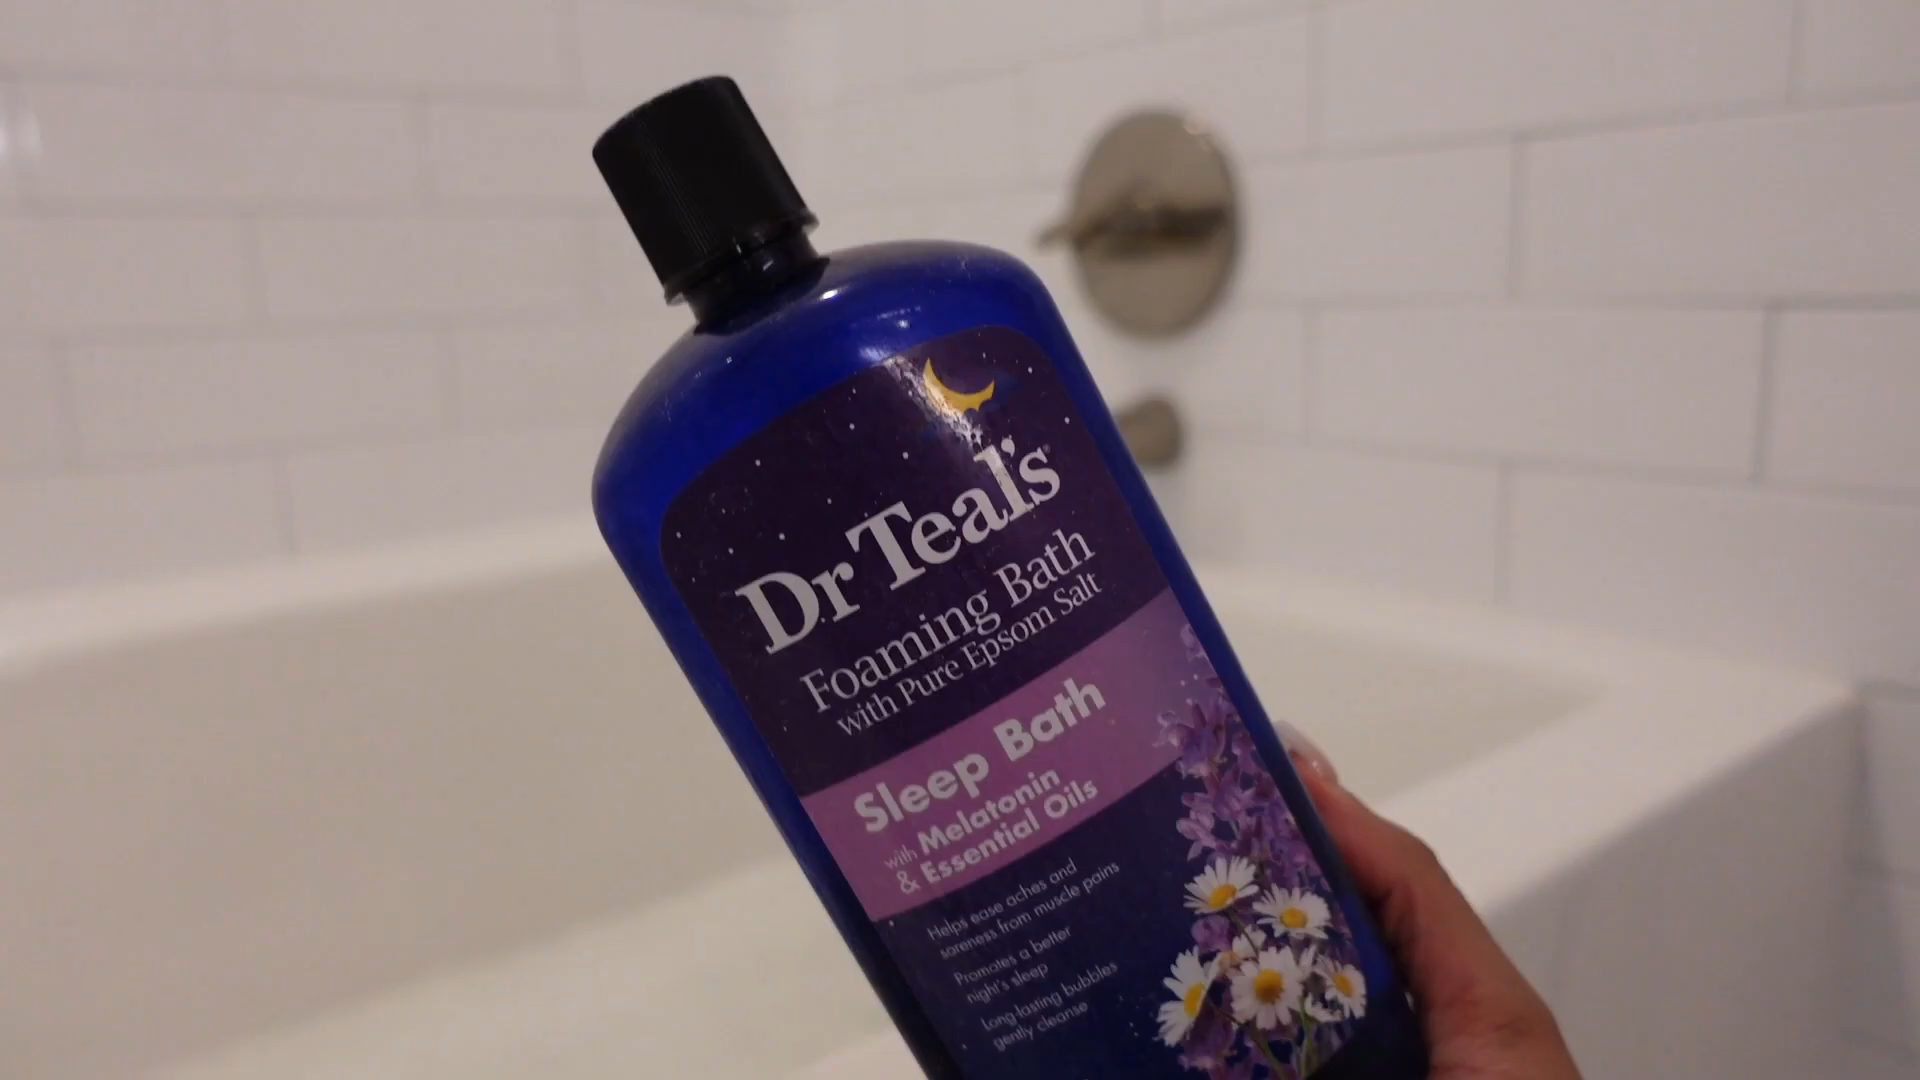 Dr Teal's
Foaming Bath
with Pure Epsom Salt
Sleep Bath
with Melatonin
& Essential Oils
Helps ease aches and
soreness from muscle pains
Promotes a better
night's sleep
Long-lasting bubbles
gently cleanse